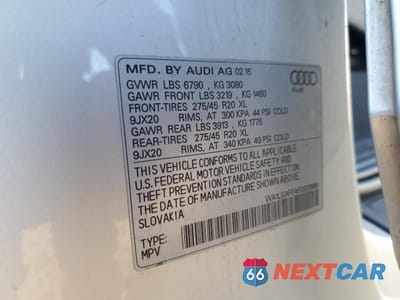 MFD. BY AUDI AG 02 15
GVWR LBS 6790 , KG 3080
GAWR FRONT LBS 3219 , KG 1460
FRONT-TIRES 275/45 R20 XL
9JX20 RIMS, AT 300 KPA 44 PSI COLD
GAWR REAR LBS 3913 , KG 1775
REAR-TIRES 275/45 R20 XL
9JX20 RIMS, AT 340 KPA 49 PSI COLD
THIS VEHICLE CONFORMS TO ALL APPLICABLE
U.S. FEDERAL MOTOR VEHICLE SAFETY AND
THEFT PREVENTION STANDARDS IN EFFECT ON
THE DATE OF MANUFACTURE SHOWN ABOVE.
SLOVAKIA
TYPE:
MPV
Audi
66 NEXTCAR